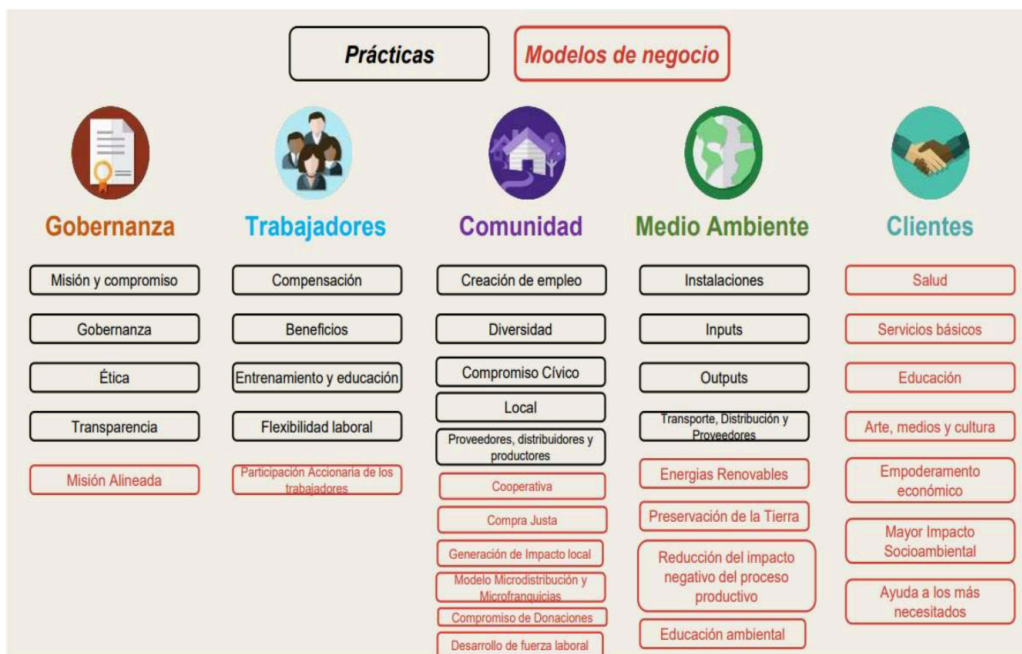 Prácticas
Modelos de negocio
Gobernanza
Misión y compromiso
Gobernanza
Ética
Transparencia
Misión Alineada
Trabajadores
Compensación
Beneficios
Entrenamiento y educación
Flexibilidad laboral
Participación Accionaria de los
trabajadores
Comunidad
Creación de empleo
Diversidad
Compromiso Cívico
Local
Proveedores, distribuidores y
productores
Cooperativa
Compra Justa
Generación de Impacto local
Modelo Microdistribución y
Microfranquicias
Compromiso de Donaciones
Desarrollo de fuerza laboral
Medio Ambiente
Instalaciones
Inputs
Outputs
Transporte, Distribución y
Proveedores
Energias Renovables
Preservación de la Tierra
Reducción del impacto
negativo del proceso
productivo
Educación ambiental
Clientes
Salud
Servicios básicos
Educación
Arte, medios y cultura
Empoderamento
económico
Mayor Impacto
Socioambiental
Ayuda a los más
necesitados